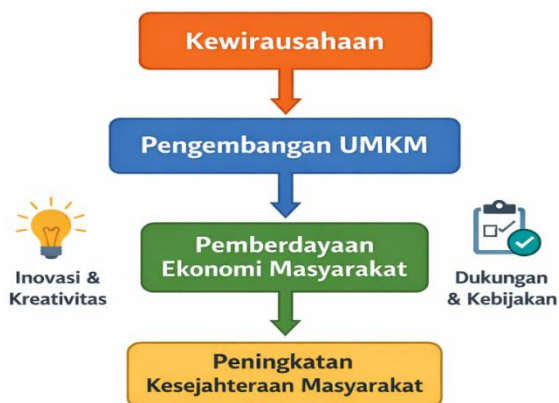 Kewirausahaan
Pengembangan UMKM
Pemberdayaan
Ekonomi Masyarakat
Inovasi &
Kreativitas
Dukungan
& Kebijakan
Peningkatan
Kesejahteraan Masyarakat